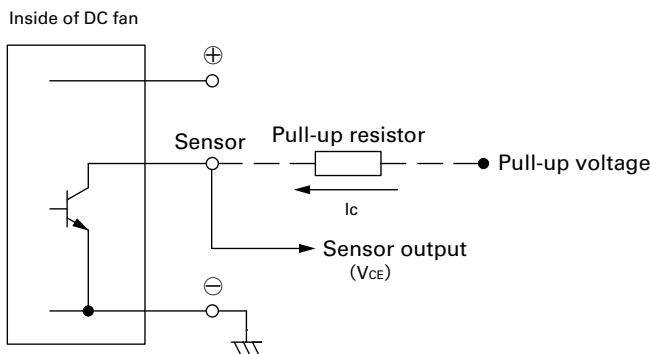 Inside of DC fan
⊕
Sensor
Pull-up resistor
Pull-up voltage
Ic
Sensor output
(VCE)
⊖